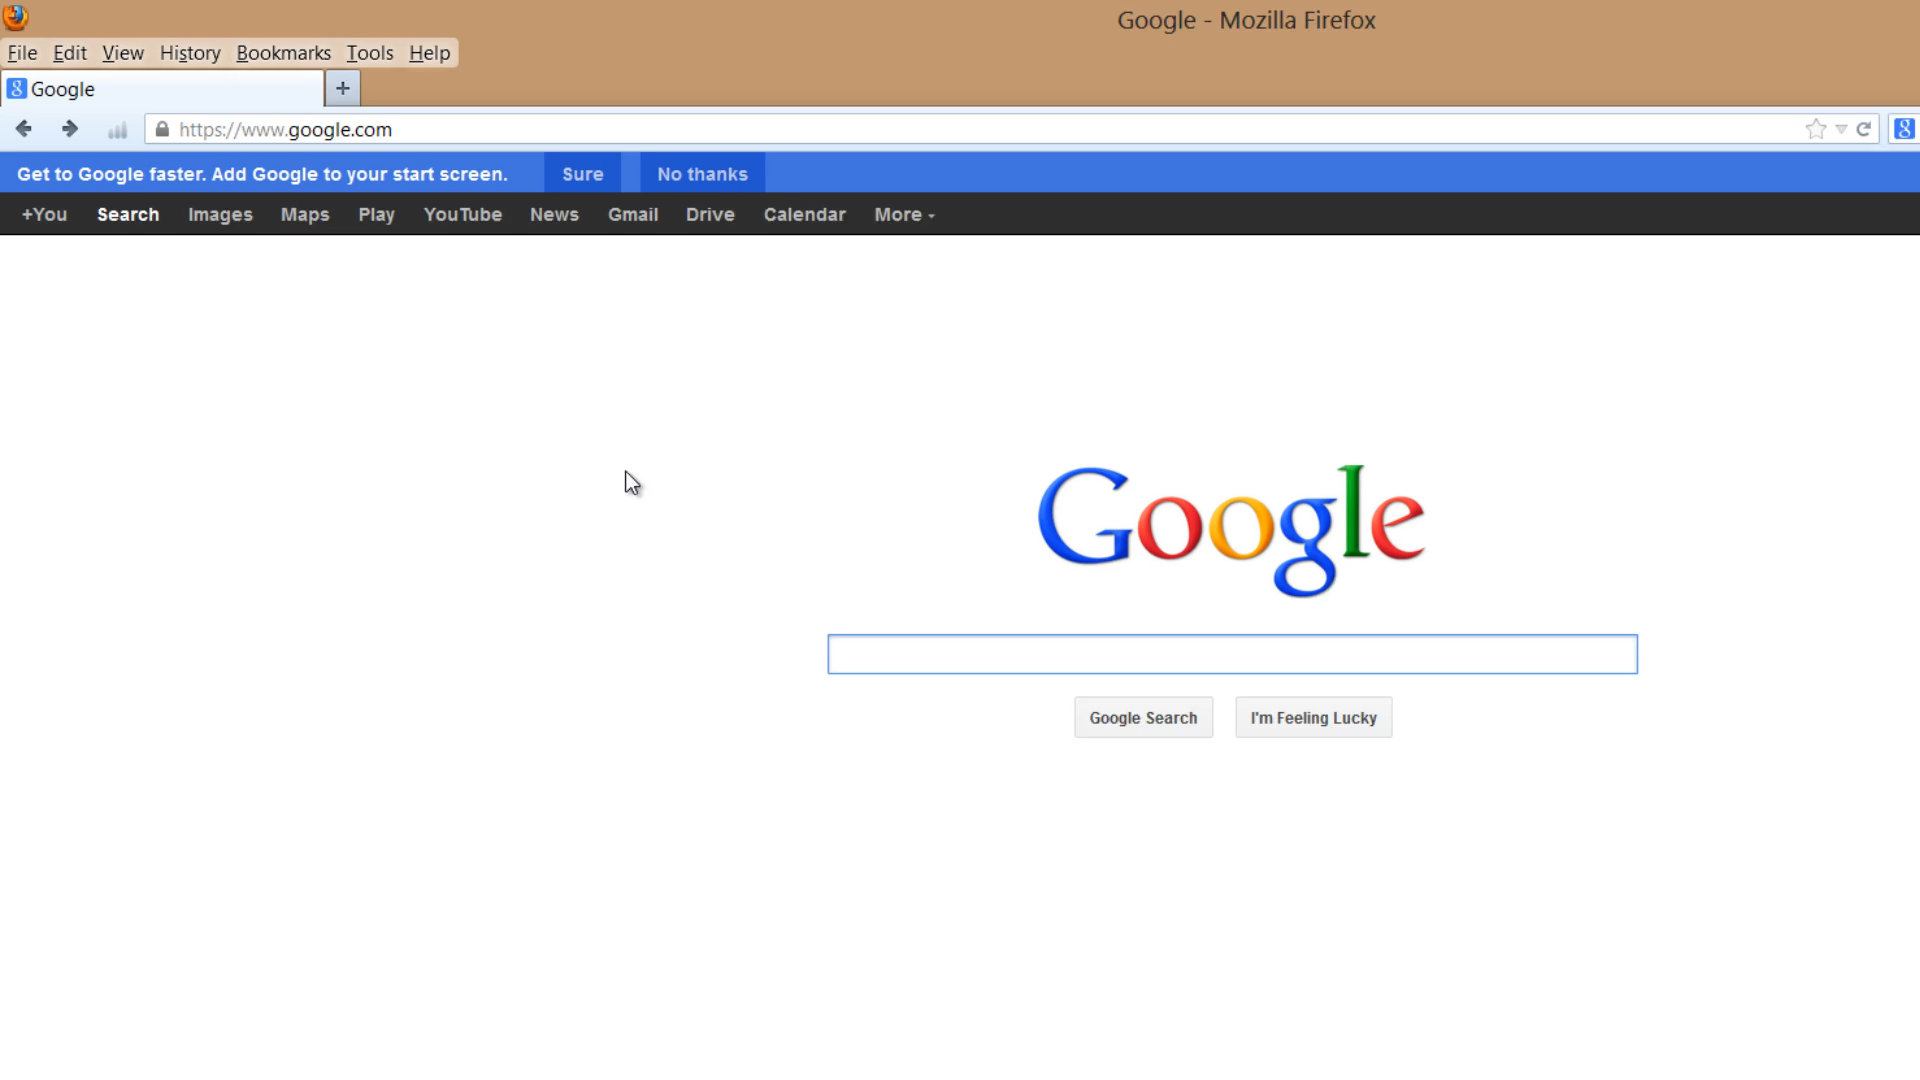 Google - Mozilla Firefox
File Edit View History Bookmarks Tools Help
8 Google +
https://www.google.com 8
Get to Google faster. Add Google to your start screen. Sure No thanks
+You Search Images Maps Play YouTube News Gmail Drive Calendar More
Google
Google Search I'm Feeling Lucky